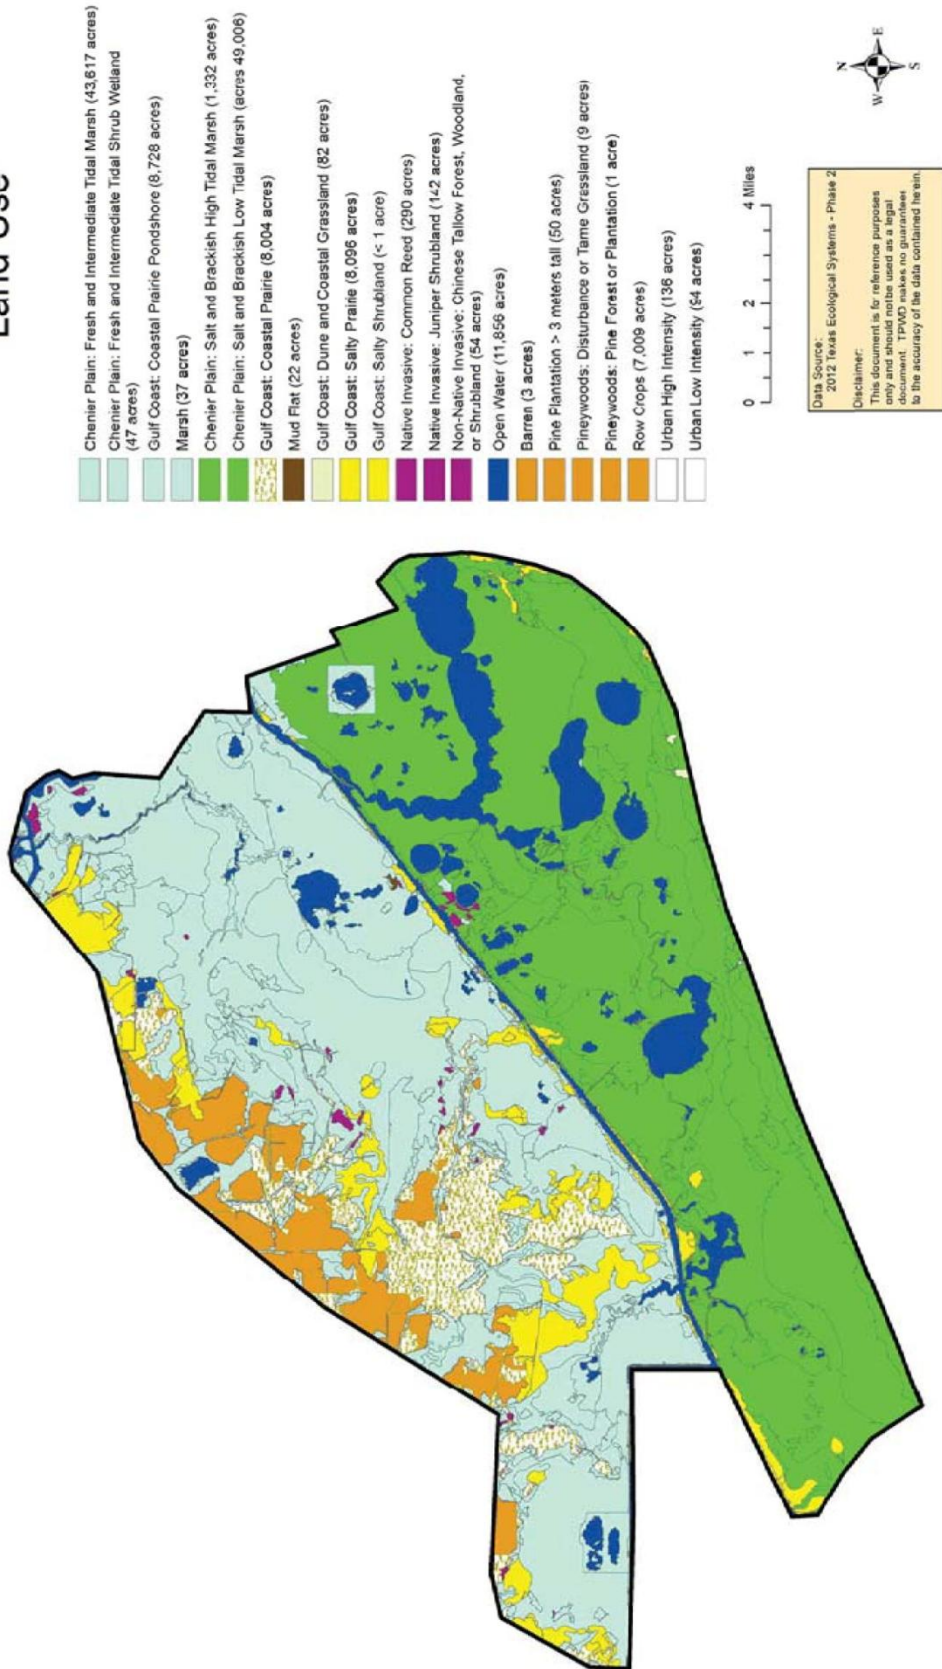 Land Use
Chenier Plain: Fresh and Intermediate Tidal Marsh (43,617 acres)
Chenier Plain: Fresh and Intermediate Tidal Shrub Wetland
(47 acres)
Gulf Coast: Coastal Prairie Pondshore (8,728 acres)
Marsh (37 acres)
Chenier Plain: Salt and Brackish High Tidal Marsh (1,332 acres)
Chenier Plain: Salt and Brackish Low Tidal Marsh (acres 49,006)
Gulf Coast: Coastal Prairie (8,004 acres)
Mud Flat (22 acres)
Gulf Coast: Dune and Coastal Grassland (82 acres)
Gulf Coast: Salty Prairie (8,096 acres)
Gulf Coast: Salty Shrubland (< 1 acre)
Native Invasive: Common Reed (290 acres)
Native Invasive: Juniper Shrubland (142 acres)
Non-Native Invasive: Chinese Tallow Forest, Woodland,
or Shrubland (54 acres)
Open Water (11,856 acres)
Barren (3 acres)
Pine Plantation > 3 meters tall (50 acres)
Pineywoods: Disturbance or Tame Grassland (9 acres)
Pineywoods: Pine Forest or Plantation (1 acre)
Row Crops (7,009 acres)
Urban High Intensity (136 acres)
Urban Low Intensity (94 acres)
0 1 2 4 Miles
Data Source:
2012 Texas Ecological Systems - Phase 2
Disclaimer:
This document is for reference purposes
only and should not be used as a legal
document. TPWD makes no guarantees
to the accuracy of the data contained herein.
N
W E
S